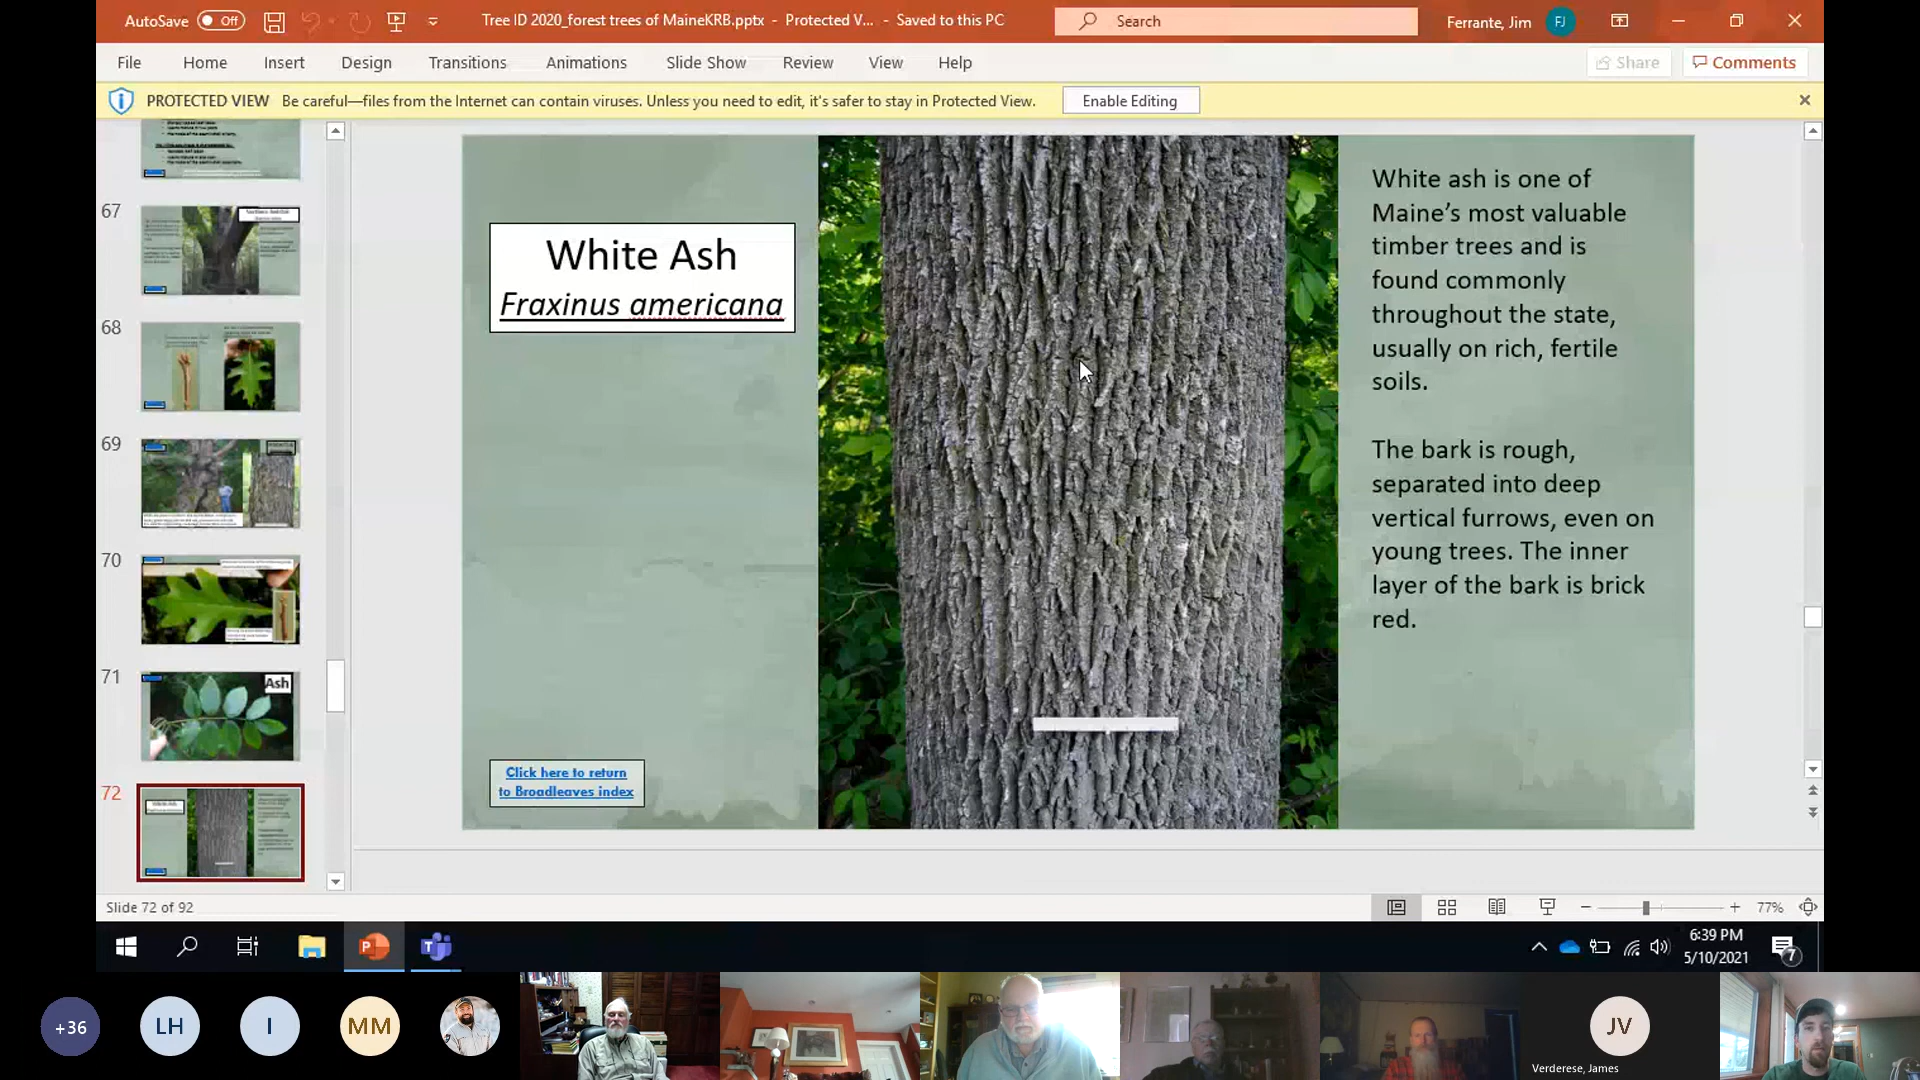 AutoSave
Off
Tree ID 2020_forest trees of MaineKRB.pptx - Protected V... - Saved to this PC
Search
Ferrante, Jim
FJ
File
Home
Insert
Design
Transitions
Animations
Slide Show
Review
View
Help
Share
Comments
PROTECTED VIEW
Be careful—files from the Internet can contain viruses. Unless you need to edit, it's safer to stay in Protected View.
Enable Editing
67
68
69
70
71
Ash
72
White Ash
White Ash
Fraxinus americana
Click here to return
to Broadleaves index
White ash is one of
Maine’s most valuable
timber trees and is
found commonly
throughout the state,
usually on rich, fertile
soils.
The bark is rough,
separated into deep
vertical furrows, even on
young trees. The inner
layer of the bark is brick
red.
Slide 72 of 92
77%
6:39 PM
5/10/2021
7
+36
LH
I
MM
JV
Verderese, James